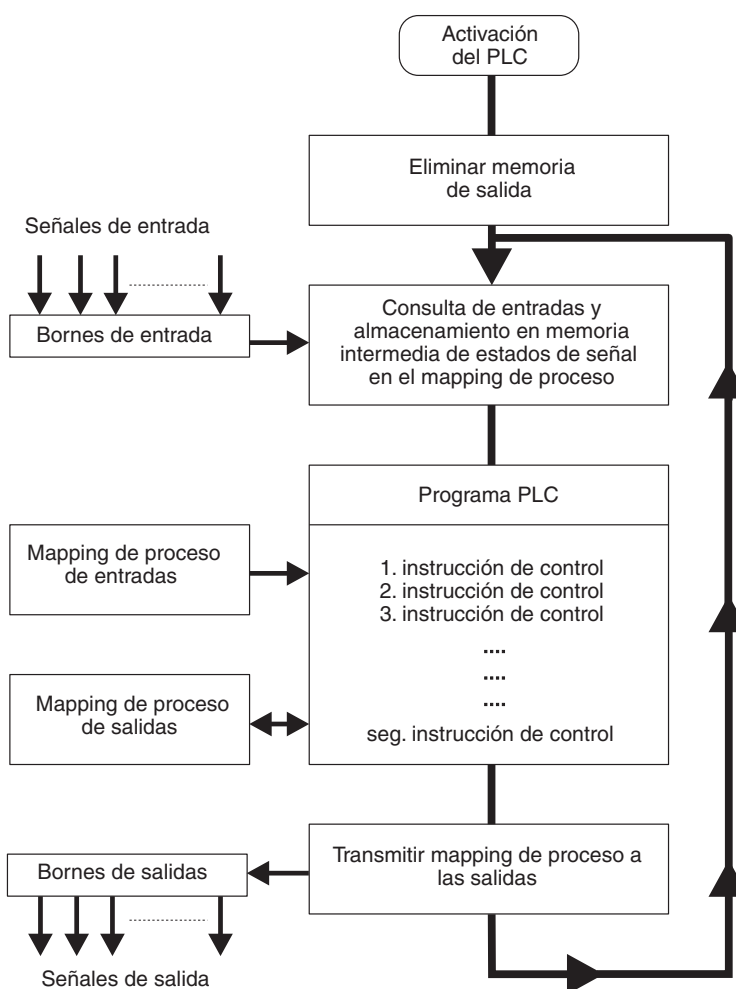 Activación
del PLC
Eliminar memoria
de salida
Señales de entrada
Bornes de entrada
Consulta de entradas y
almacenamiento en memoria
intermedia de estados de señal
en el mapping de proceso
Programa PLC
Mapping de proceso
de entradas
1. instrucción de control
2. instrucción de control
3. instrucción de control
....
....
....
Mapping de proceso
de salidas
seg. instrucción de control
Transmitir mapping de proceso a
las salidas
Bornes de salidas
Señales de salida